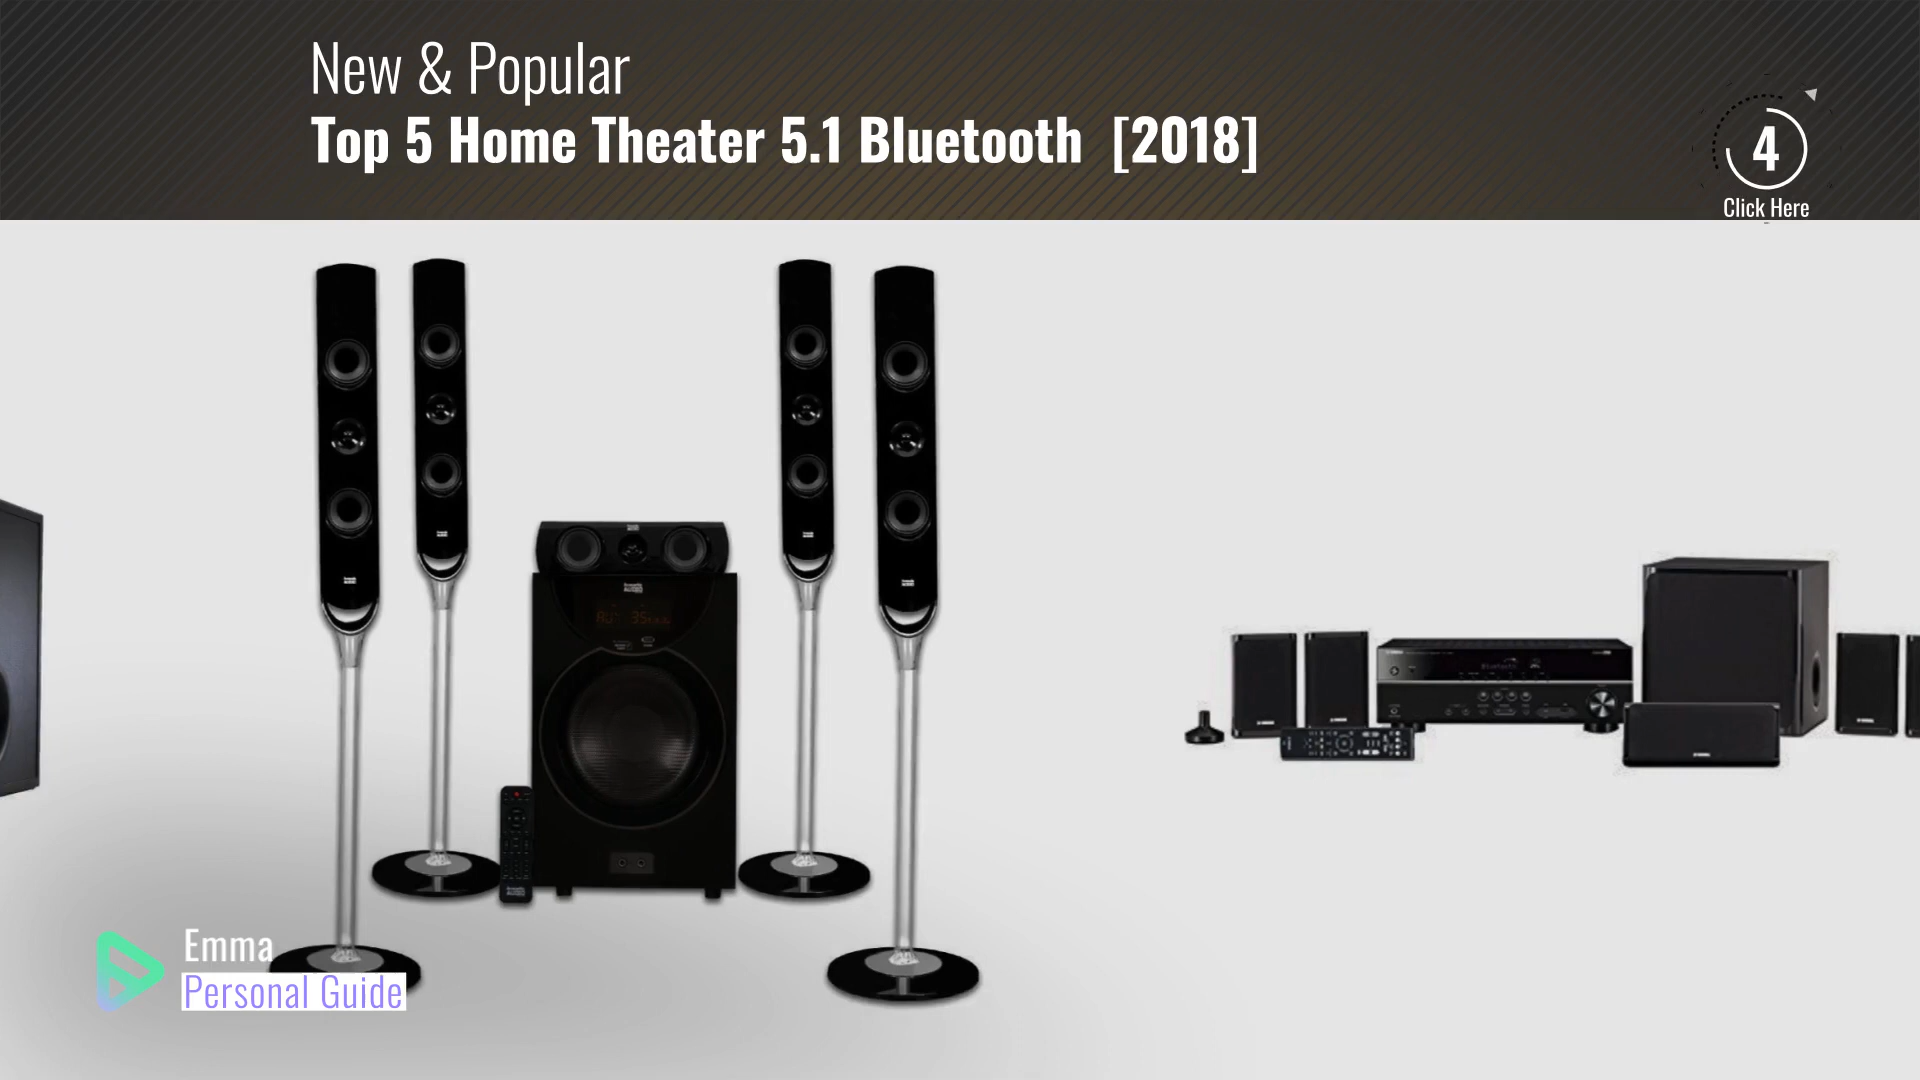 New & Popular
Top 5 Home Theater 5.1 Bluetooth [2018]
4
Click Here
Emma
Personal Guide